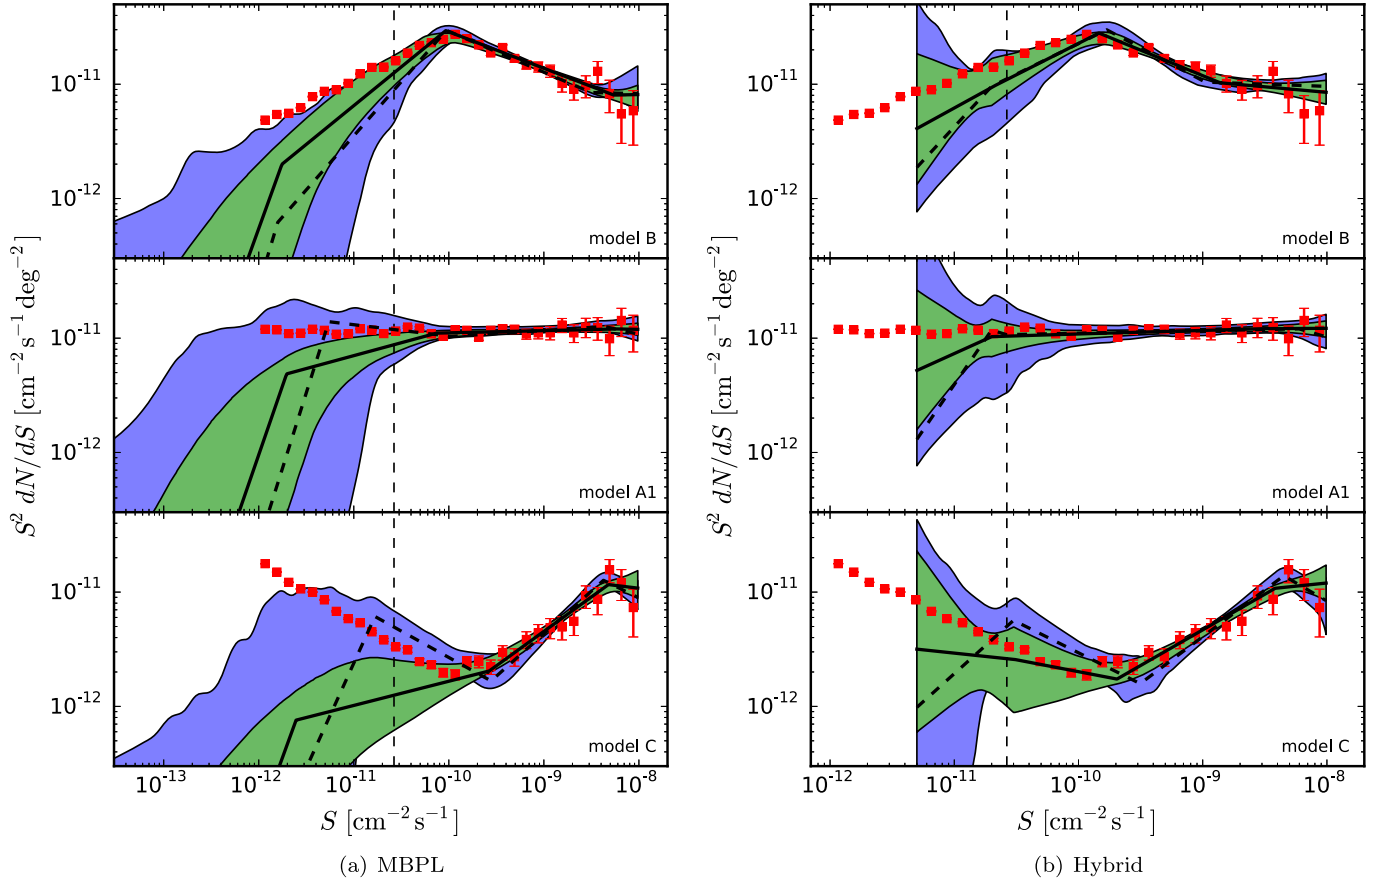 10⁻¹¹
10⁻¹²
model B
10⁻¹¹
10⁻¹²
model A1
10⁻¹¹
10⁻¹²
model C
S² dN/dS [cm⁻² s⁻¹ deg⁻²]
10⁻¹³ 10⁻¹² 10⁻¹¹ 10⁻¹⁰ 10⁻⁹ 10⁻⁸
S [cm⁻² s⁻¹]
(a) MBPL
10⁻¹¹
10⁻¹²
model B
10⁻¹¹
10⁻¹²
model A1
10⁻¹¹
10⁻¹²
model C
S² dN/dS [cm⁻² s⁻¹ deg⁻²]
10⁻¹² 10⁻¹¹ 10⁻¹⁰ 10⁻⁹ 10⁻⁸
S [cm⁻² s⁻¹]
(b) Hybrid